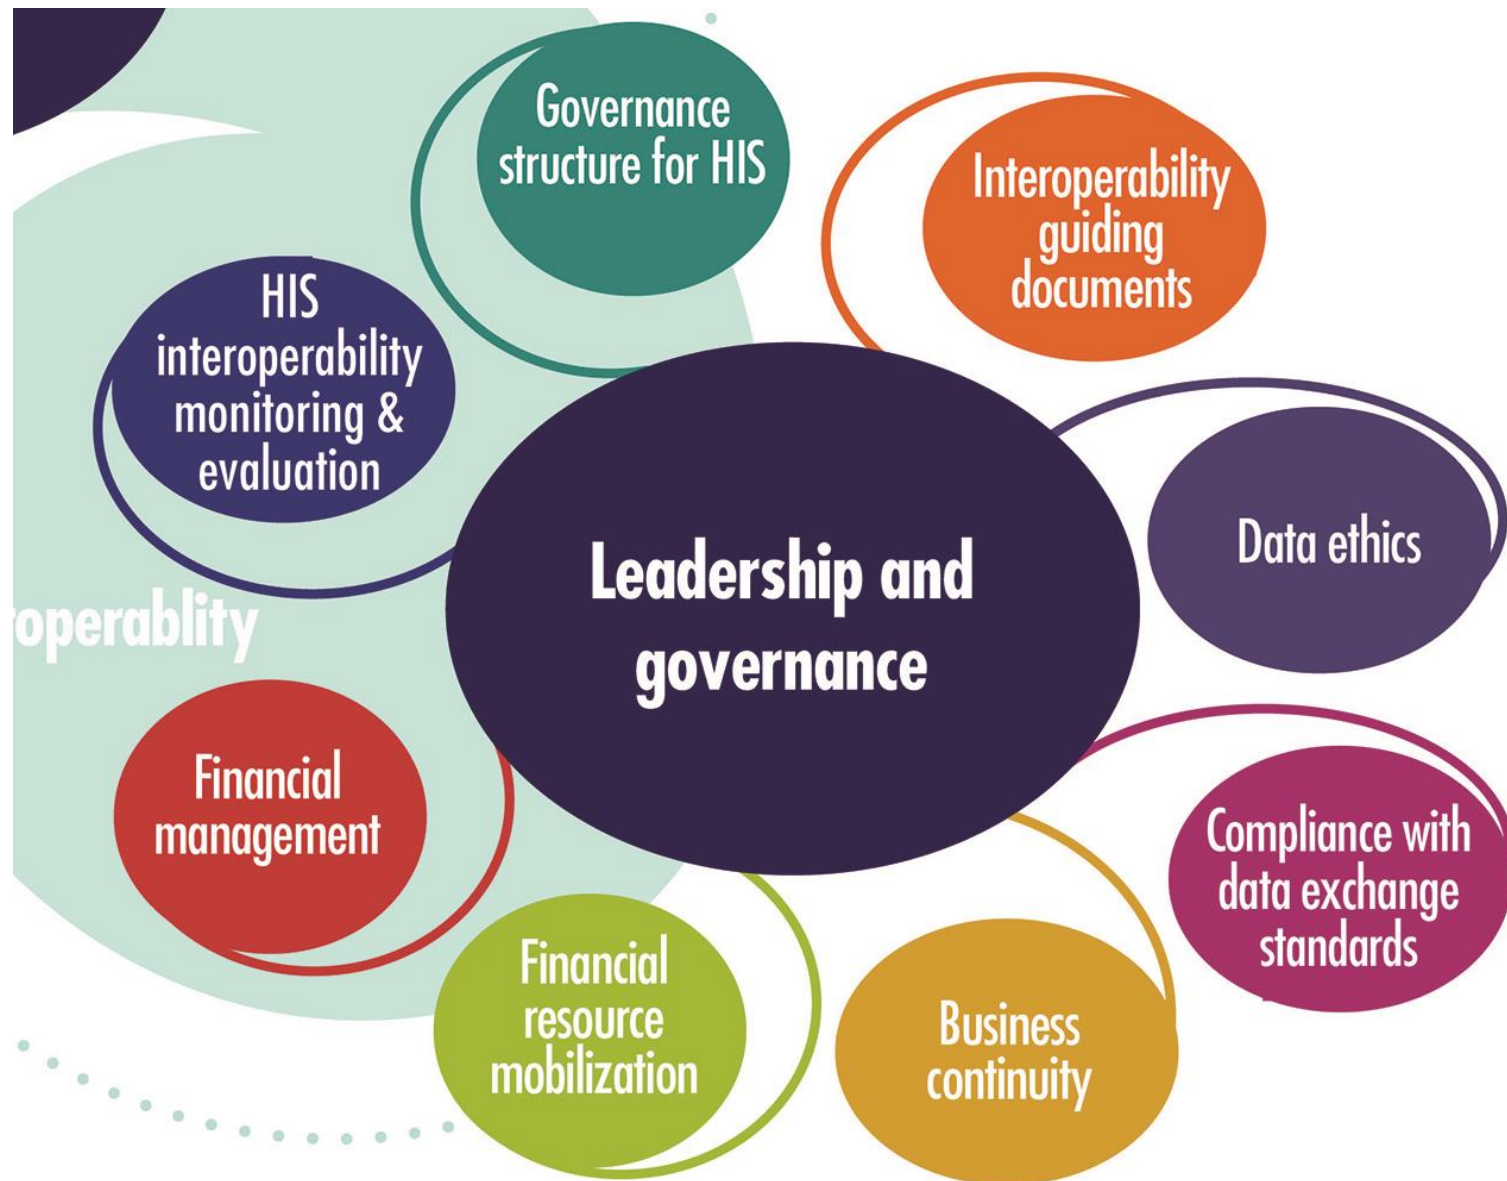 Governance
structure for HIS
Interoperability
guiding
documents
HIS
interoperability
monitoring &
evaluation
Data ethics
Leadership and
governance
operablity
Financial
management
Compliance with
data exchange
standards
Financial
resource
mobilization
Business
continuity